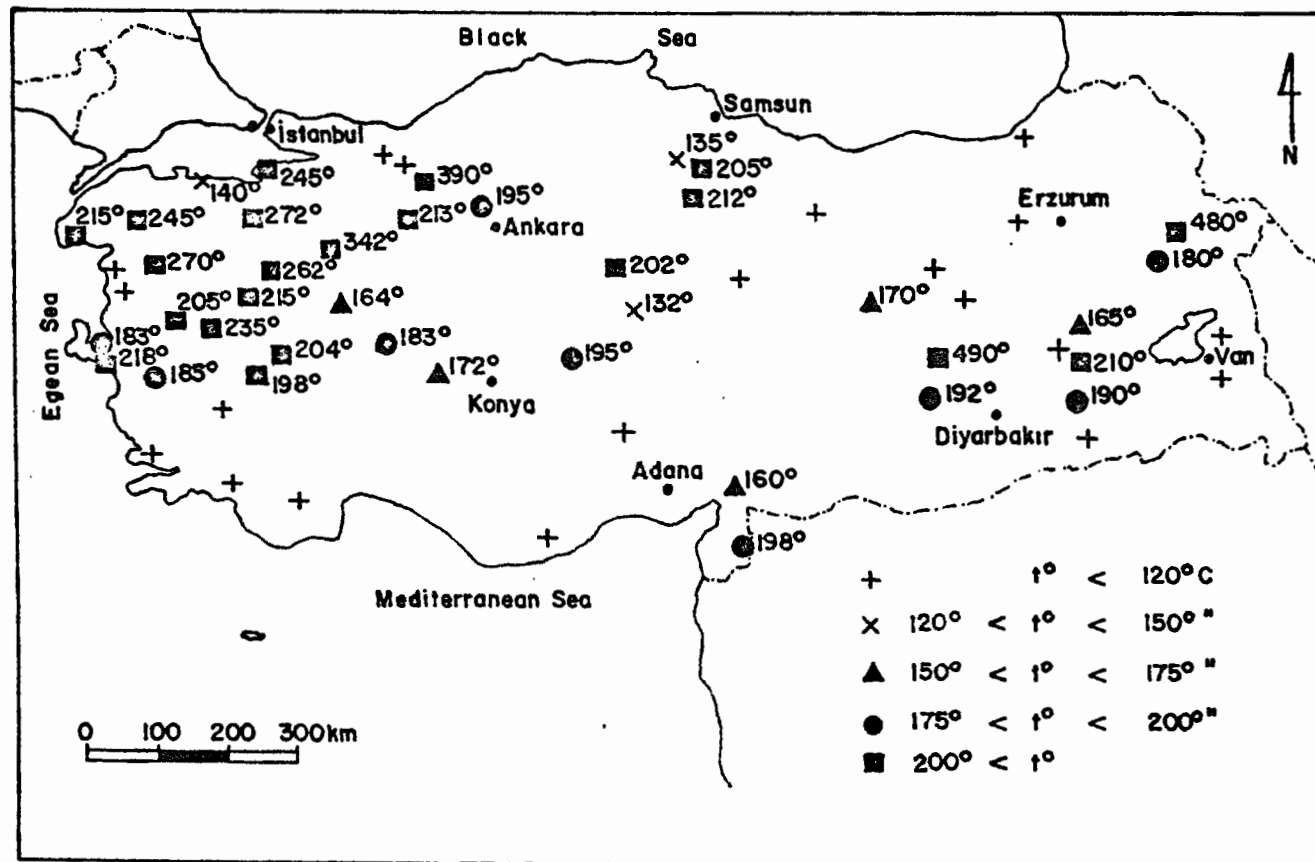 Black Sea
N
Samsun
İstanbul
135°
205°
212°
245°
140°
390°
195°
Ankara
Erzurum
215°
245°
272°
213°
480°
180°
342°
270°
262°
202°
205°
215°
164°
132°
170°
165°
235°
183°
218°
185°
204°
198°
183°
172°
195°
490°
210°
Van
Egean Sea
Konya
192°
190°
Diyarbakır
Adana
160°
198°
Mediterranean Sea
+ t° < 120°C
× 120° < t° < 150° "
▲ 150° < t° < 175° "
● 175° < t° < 200° "
■ 200° < t°
0 100 200 300 km